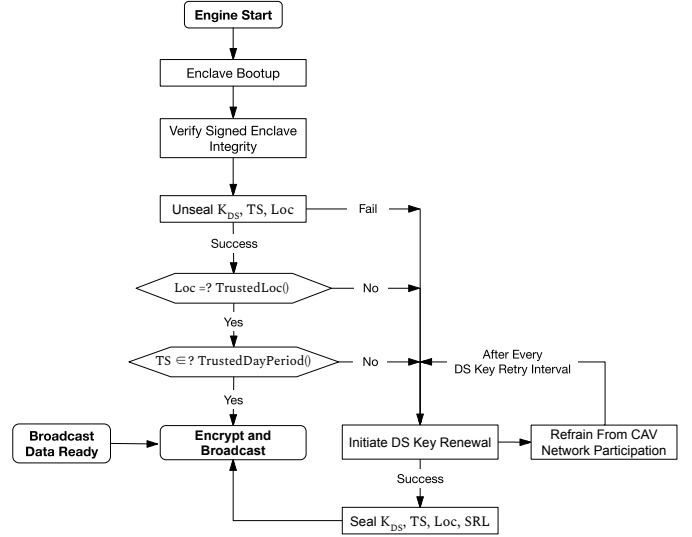 Engine Start
Enclave Bootup
Verify Signed Enclave
Integrity
Unseal K_DS, TS, Loc
Fail
Success
Loc =? TrustedLoc()
No
Yes
TS ∈? TrustedDayPeriod()
No
After Every
DS Key Retry Interval
Yes
Broadcast
Data Ready
Encrypt and
Broadcast
Initiate DS Key Renewal
Refrain From CAV
Network Participation
Success
Seal K_DS, TS, Loc, SRL